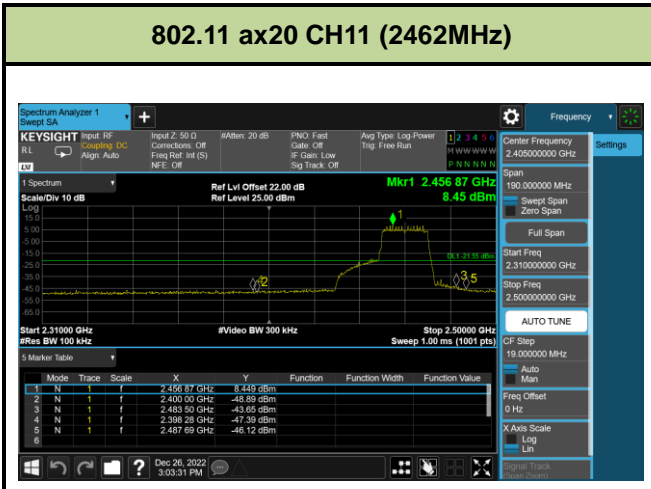 802.11 ax20 CH11 (2462MHz)
Spectrum Analyzer 1
Swept SA
Frequency
Settings
KEYSIGHT
RL
LXI
Input: RF
Coupling: DC
Align: Auto
Input Z: 50 Ω
Corrections: Off
Freq Ref: Int (S)
NFE: Off
#Atten: 20 dB
PNO: Fast
Gate: Off
IF Gain: Low
Sig Track: Off
Avg Type: Log-Power
Trig: Free Run
1 2 3 4 5 6
M W W W W W
P N N N N N
1 Spectrum
Scale/Div 10 dB
Log
Ref Lvl Offset 22.00 dB
Ref Level 25.00 dBm
Mkr1 2.456 87 GHz
8.45 dBm
15.0
5.00
-5.00
-15.0
-25.0
-35.0
-45.0
-55.0
-65.0
1
DL1 -21.55 dBm
2
3
5
Start 2.31000 GHz
#Res BW 100 kHz
#Video BW 300 kHz
Stop 2.50000 GHz
Sweep 1.00 ms (1001 pts)
5 Marker Table
Mode Trace Scale X Y Function Function Width Function Value
1 N 1 f 2.456 87 GHz 8.449 dBm
2 N 1 f 2.400 00 GHz -48.89 dBm
3 N 1 f 2.483 50 GHz -43.65 dBm
4 N 1 f 2.398 28 GHz -47.39 dBm
5 N 1 f 2.487 69 GHz -46.12 dBm
6
Dec 26, 2022
3:03:31 PM
Center Frequency
2.405000000 GHz
Span
190.000000 MHz
Swept Span
Zero Span
Full Span
Start Freq
2.310000000 GHz
Stop Freq
2.500000000 GHz
AUTO TUNE
CF Step
19.000000 MHz
Auto
Man
Freq Offset
0 Hz
X Axis Scale
Log
Lin
Signal Track
(Span Zoom)